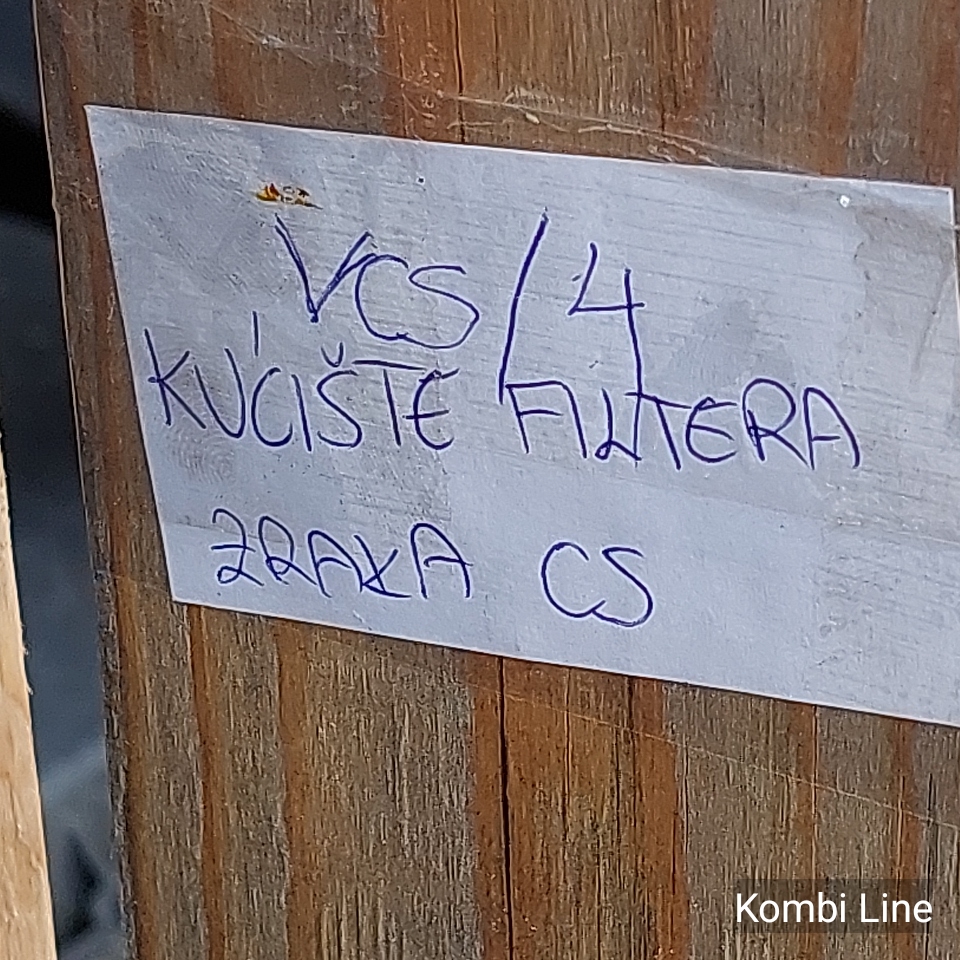 VCS/4
KUĆIŠTE FILTERA
ZRAKA CS
Kombi Line